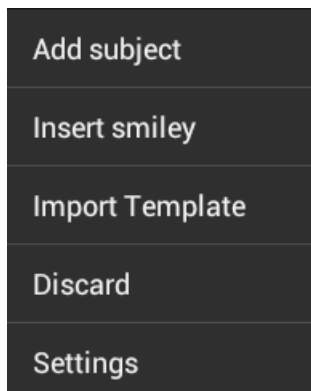 Add subject
Insert smiley
Import Template
Discard
Settings